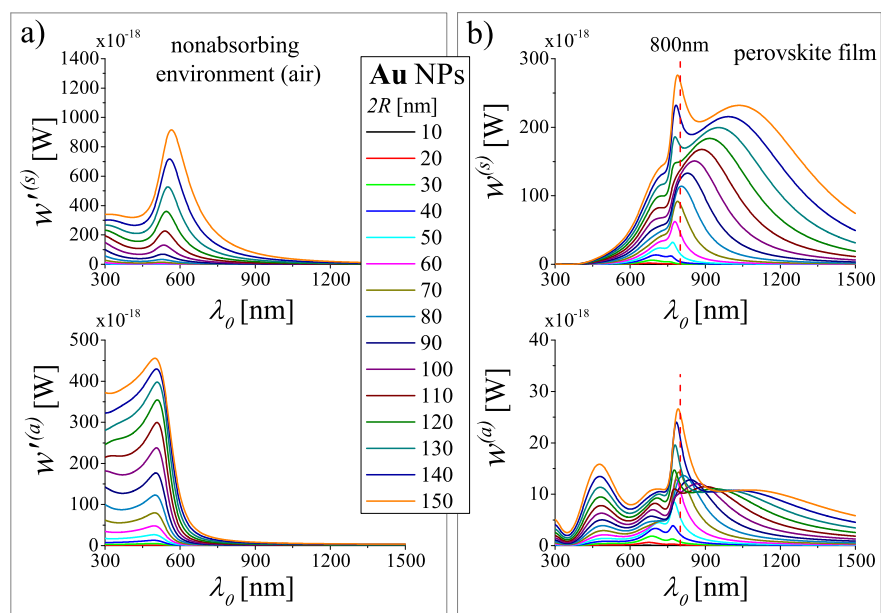 a)
x10^-18
nonabsorbing
environment (air)
1400
1200
1000
800
600
400
200
0
w'^(s) [W]
300 600 900 1200
λ_0 [nm]
x10^-18
500
400
300
200
100
0
w'^(a) [W]
300 600 900 1200 1500
λ_0 [nm]
Au NPs
2R [nm]
10
20
30
40
50
60
70
80
90
100
110
120
130
140
150
b)
x10^-18
800nm
perovskite film
300
200
100
0
w^(s) [W]
300 600 900 1200 1500
λ_0 [nm]
x10^-18
40
30
20
10
0
w^(a) [W]
300 600 900 1200 1500
λ_0 [nm]